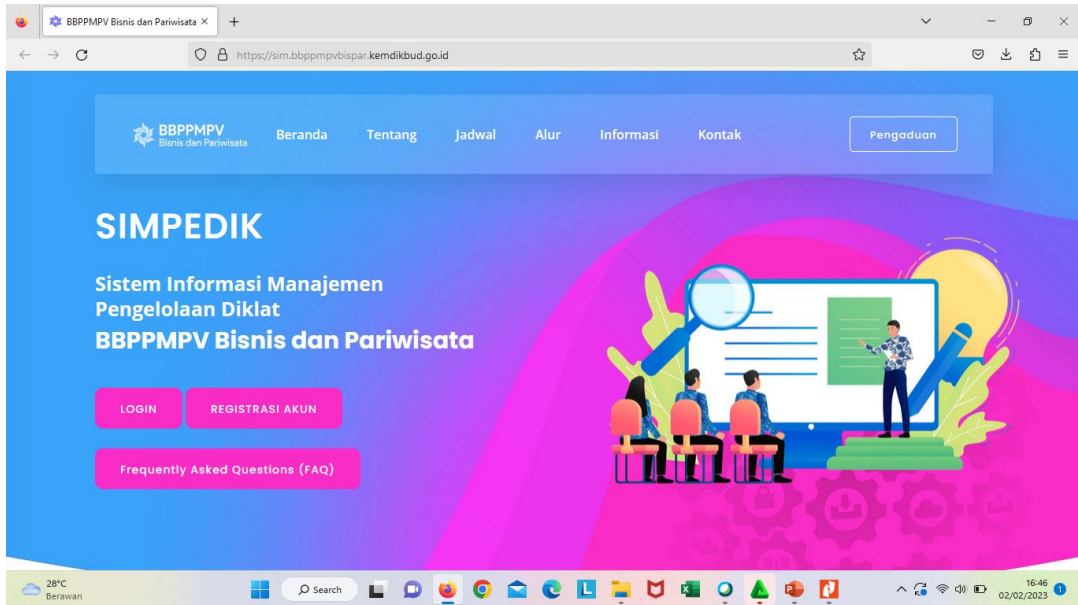 BBPPMPV Bisnis dan Pariwisata
https://sim.bbppmpvbispar.kemdikbud.go.id
BBPPMPV
Bisnis dan Pariwisata
Beranda Tentang Jadwal Alur Informasi Kontak Pengaduan
SIMPEDIK
Sistem Informasi Manajemen
Pengelolaan Diklat
BBPPMPV Bisnis dan Pariwisata
LOGIN REGISTRASI AKUN
Frequently Asked Questions (FAQ)
28°C
Berawan
Search
16:46
02/02/2023
1